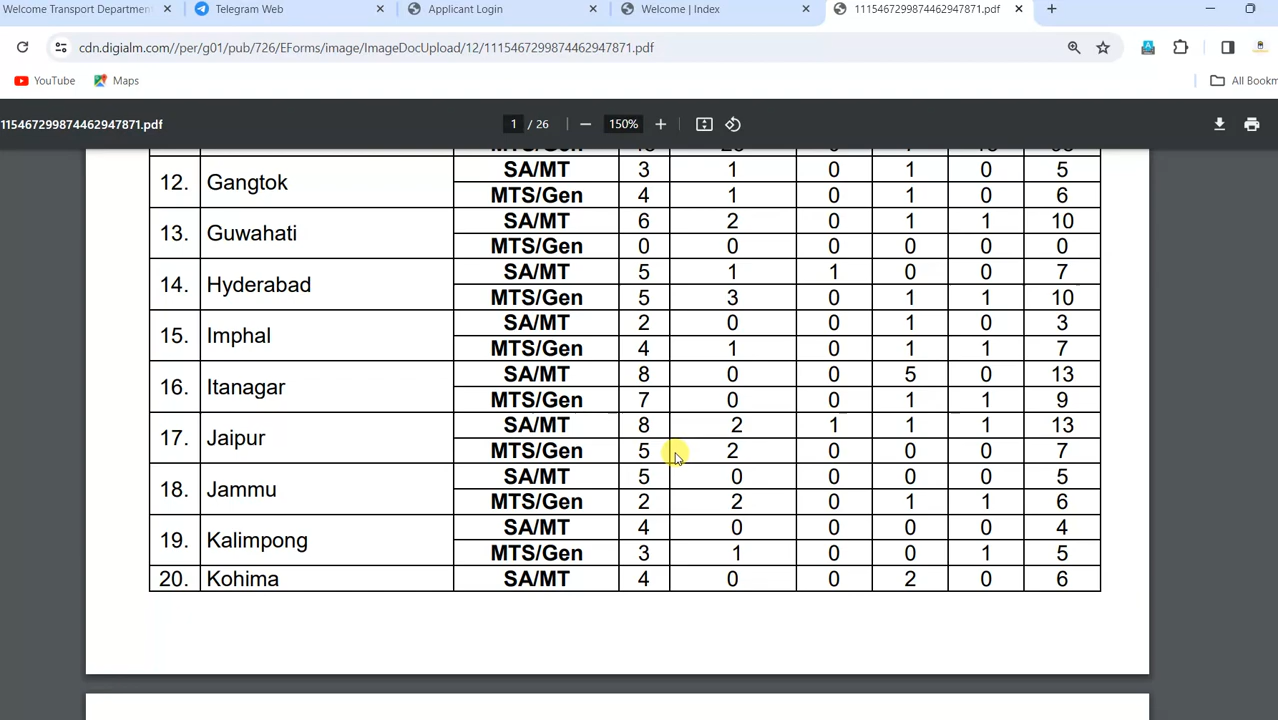 Welcome Transport Departmen
Telegram Web
Applicant Login
Welcome | Index
1115467299874462947871.pdf
cdn.digialm.com//per/g01/pub/726/EForms/image/ImageDocUpload/12/1115467299874462947871.pdf
YouTube
Maps
All Bookm
115467299874462947871.pdf
1 / 26
150%
12. Gangtok SA/MT 3 1 0 1 0 5
MTS/Gen 4 1 0 1 0 6
13. Guwahati SA/MT 6 2 0 1 1 10
MTS/Gen 0 0 0 0 0 0
14. Hyderabad SA/MT 5 1 1 0 0 7
MTS/Gen 5 3 0 1 1 10
15. Imphal SA/MT 2 0 0 1 0 3
MTS/Gen 4 1 0 1 1 7
16. Itanagar SA/MT 8 0 0 5 0 13
MTS/Gen 7 0 0 1 1 9
17. Jaipur SA/MT 8 2 1 1 1 13
MTS/Gen 5 2 0 0 0 7
18. Jammu SA/MT 5 0 0 0 0 5
MTS/Gen 2 2 0 1 1 6
19. Kalimpong SA/MT 4 0 0 0 0 4
MTS/Gen 3 1 0 0 1 5
20. Kohima SA/MT 4 0 0 2 0 6